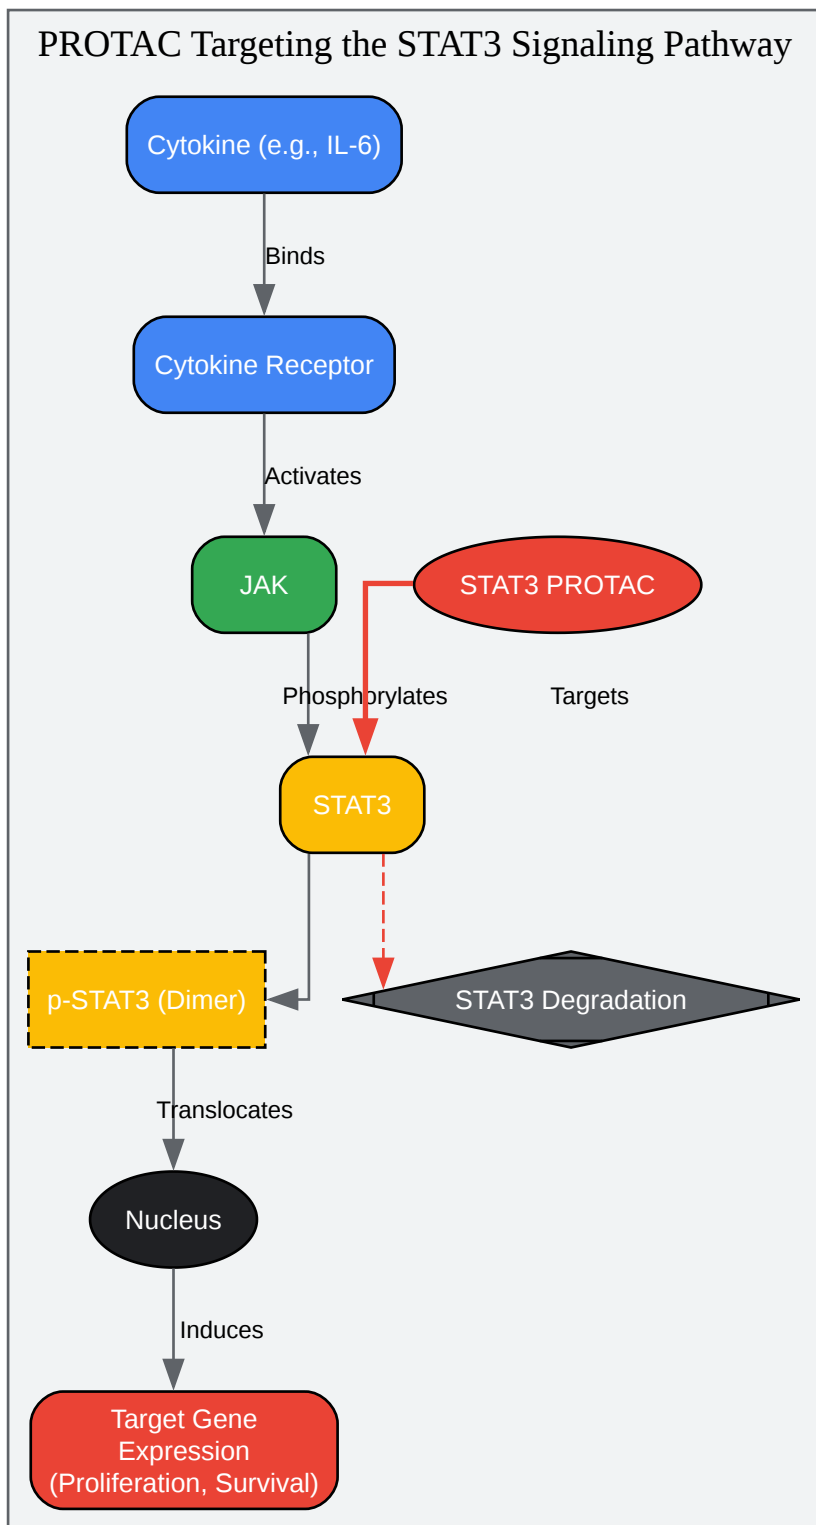 PROTAC Targeting the STAT3 Signaling Pathway
Cytokine (e.g., IL-6)
Binds
Cytokine Receptor
Activates
JAK
STAT3 PROTAC
Phosphorylates
Targets
STAT3
p-STAT3 (Dimer)
STAT3 Degradation
Translocates
Nucleus
Induces
Target Gene
Expression
(Proliferation, Survival)